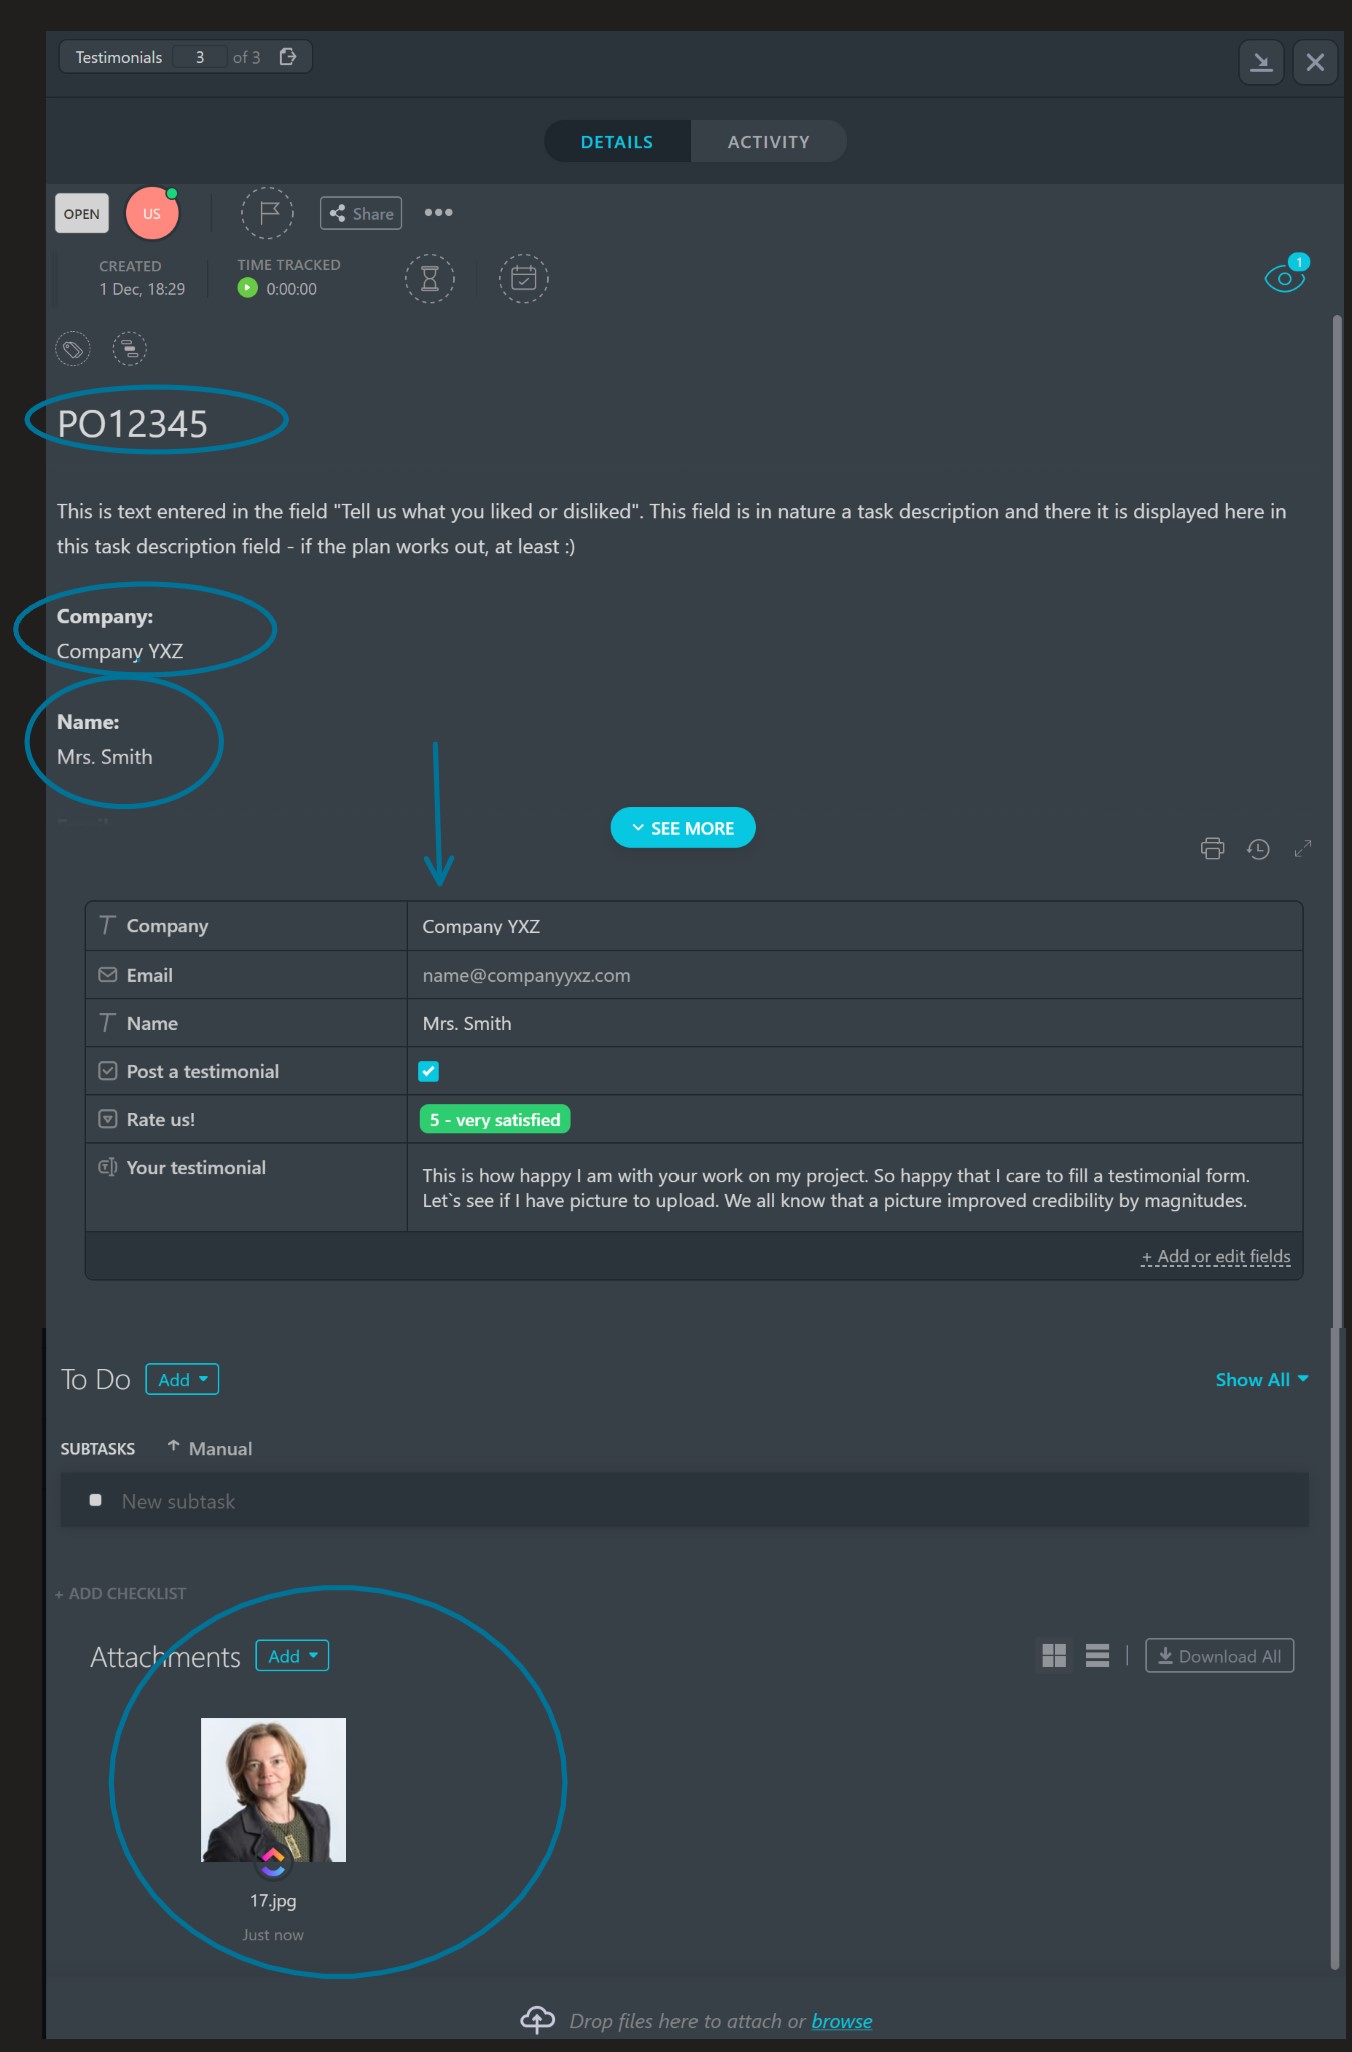 Testimonials 3 of 3
DETAILS ACTIVITY
OPEN US Share
CREATED TIME TRACKED
1 Dec, 18:29 0:00:00
1
PO12345
This is text entered in the field "Tell us what you liked or disliked". This field is in nature a task description and there it is displayed here in
this task description field - if the plan works out, at least :)
Company:
Company YXZ
Name:
Mrs. Smith
SEE MORE
Company Company YXZ
Email name@companyyxz.com
Name Mrs. Smith
Post a testimonial
Rate us! 5 - very satisfied
Your testimonial This is how happy I am with your work on my project. So happy that I care to fill a testimonial form.
Let`s see if I have picture to upload. We all know that a picture improved credibility by magnitudes.
+ Add or edit fields
To Do Add Show All
SUBTASKS Manual
New subtask
+ ADD CHECKLIST
Attachments Add Download All
17.jpg
Just now
Drop files here to attach or browse